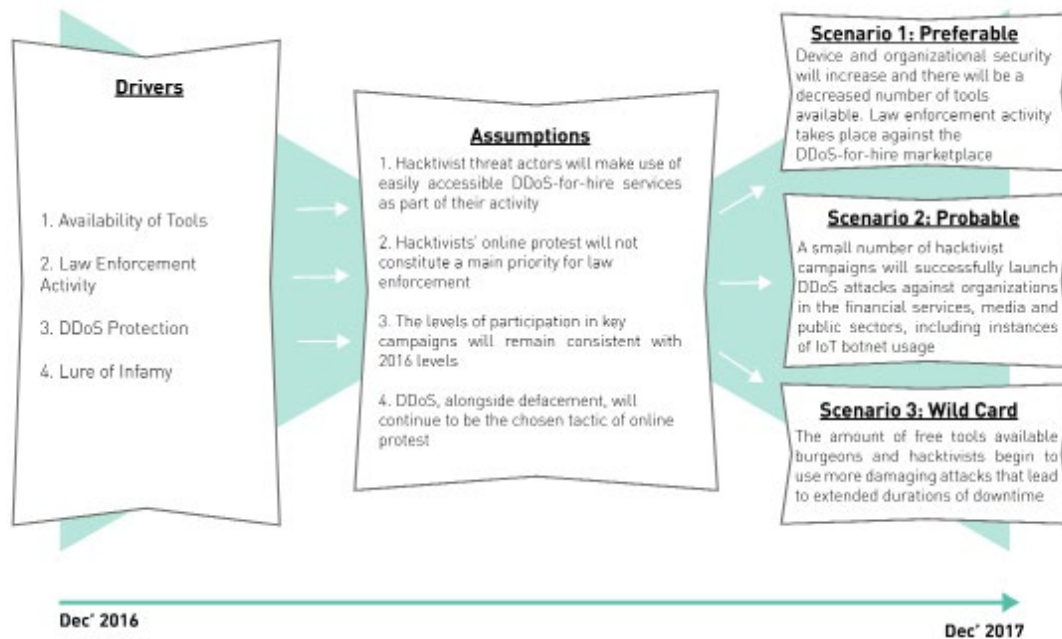 Drivers
1. Availability of Tools
2. Law Enforcement
Activity
3. DDoS Protection
4. Lure of Infamy
Assumptions
1. Hacktivist threat actors will make use of
easily accessible DDoS-for-hire services
as part of their activity
2. Hacktivists' online protest will not
constitute a main priority for law
enforcement
3. The levels of participation in key
campaigns will remain consistent with
2016 levels
4. DDoS, alongside defacement, will
continue to be the chosen tactic of online
protest
Scenario 1: Preferable
Device and organizational security
will increase and there will be a
decreased number of tools
available. Law enforcement activity
takes place against the
DDoS-for-hire marketplace
Scenario 2: Probable
A small number of hacktivist
campaigns will successfully launch
DDoS attacks against organizations
in the financial services, media and
public sectors, including instances
of IoT botnet usage
Scenario 3: Wild Card
The amount of free tools available
burgeons and hacktivists begin to
use more damaging attacks that lead
to extended durations of downtime
Dec' 2016
Dec' 2017